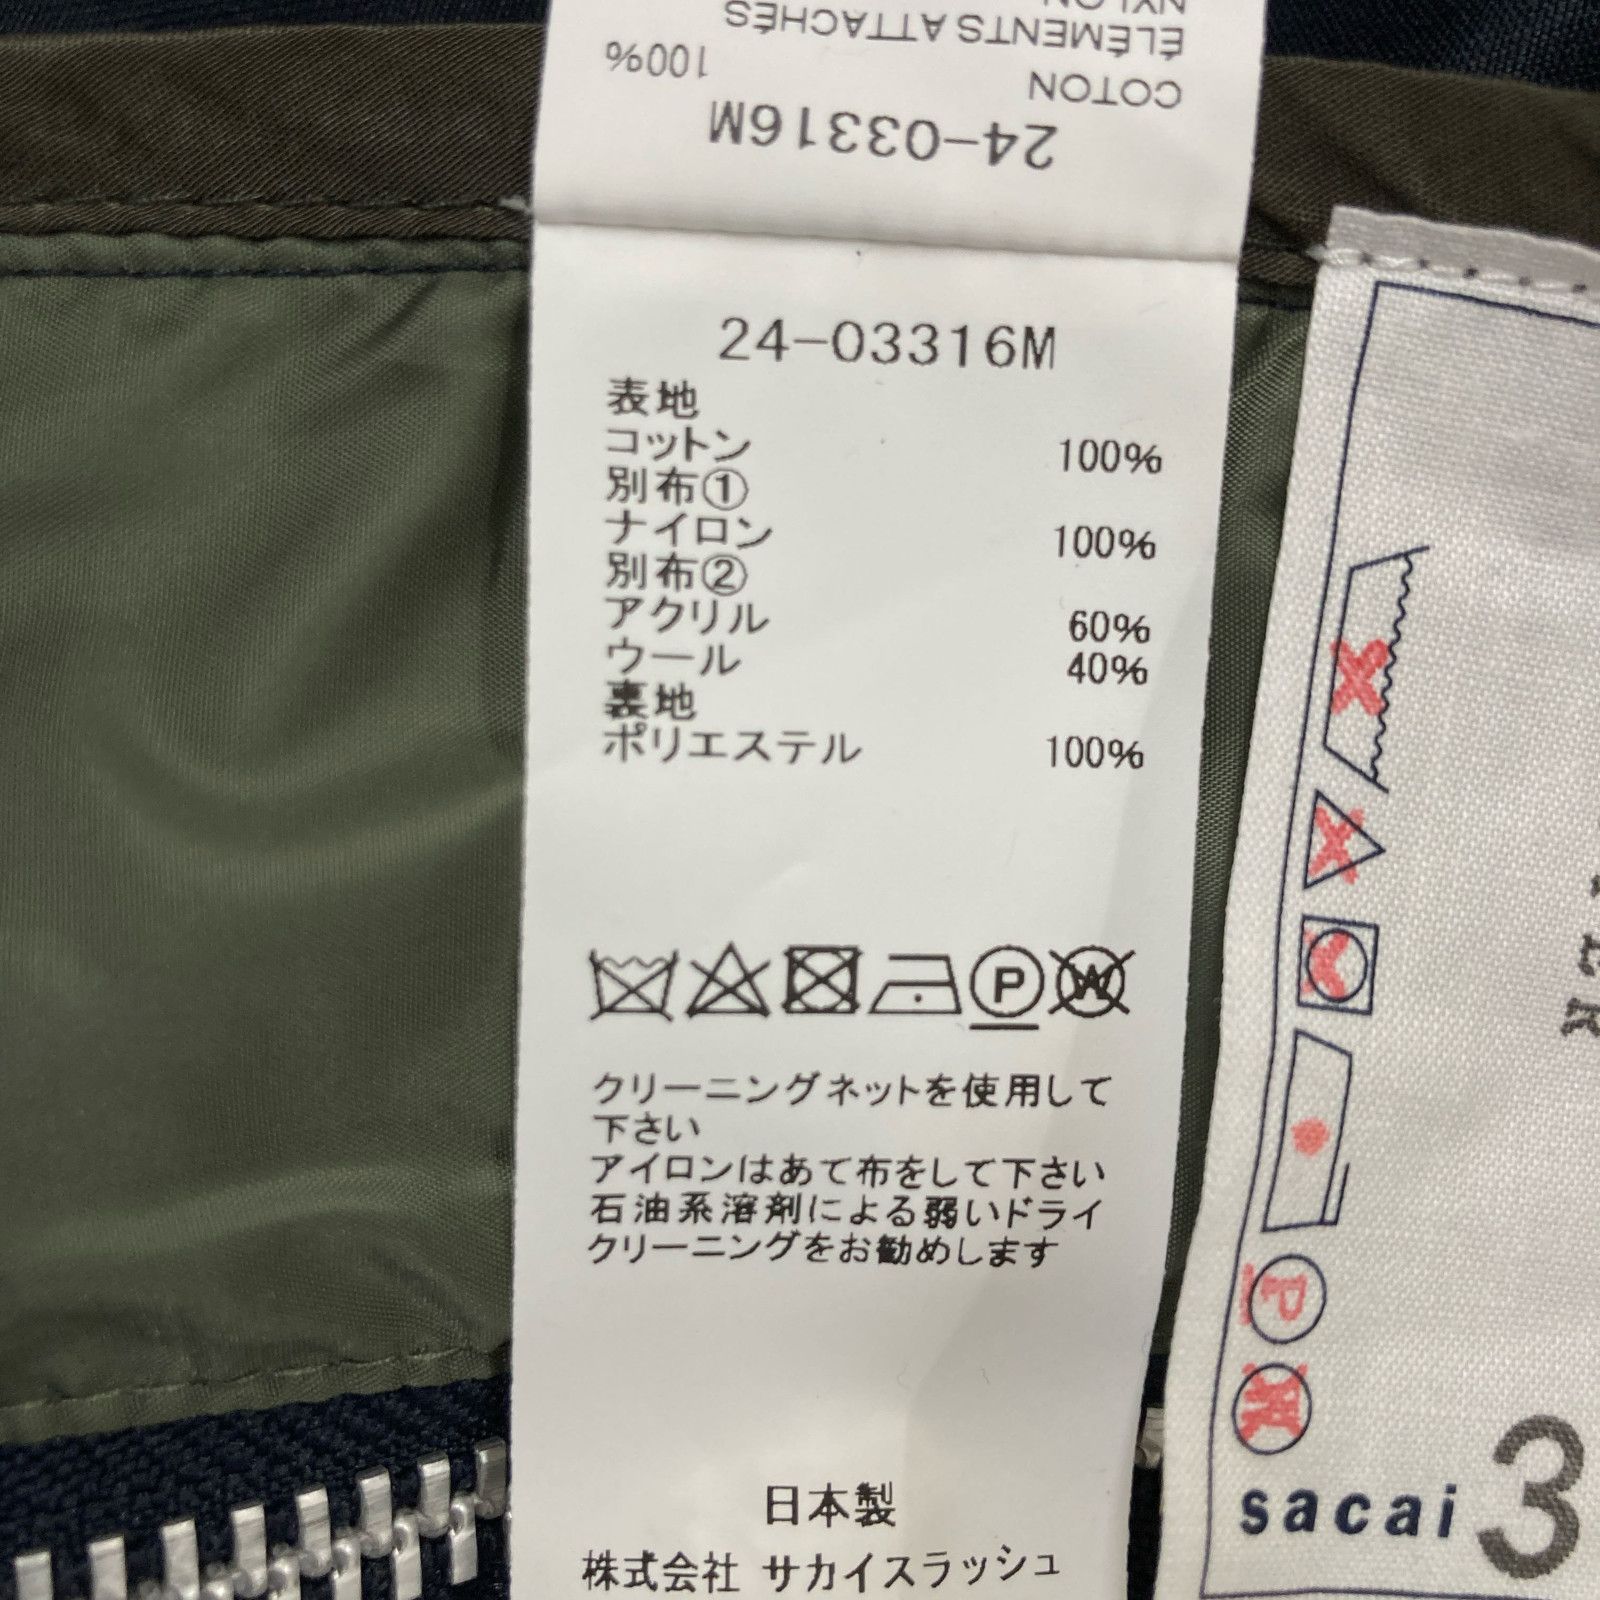 NYLON
ÉLÉMENTS ATTACHÉS
COTON 100%
24-03316M
24-03316M
表地
コットン 100%
別布①
ナイロン 100%
別布②
アクリル 60%
ウール 40%
裏地
ポリエステル 100%
P W
クリーニングネットを使用して
下さい
アイロンはあて布をして下さい
石油系溶剤による弱いドライ
クリーニングをお勧めします
日本製
株式会社 サカイスラッシュ
P
sacai 3